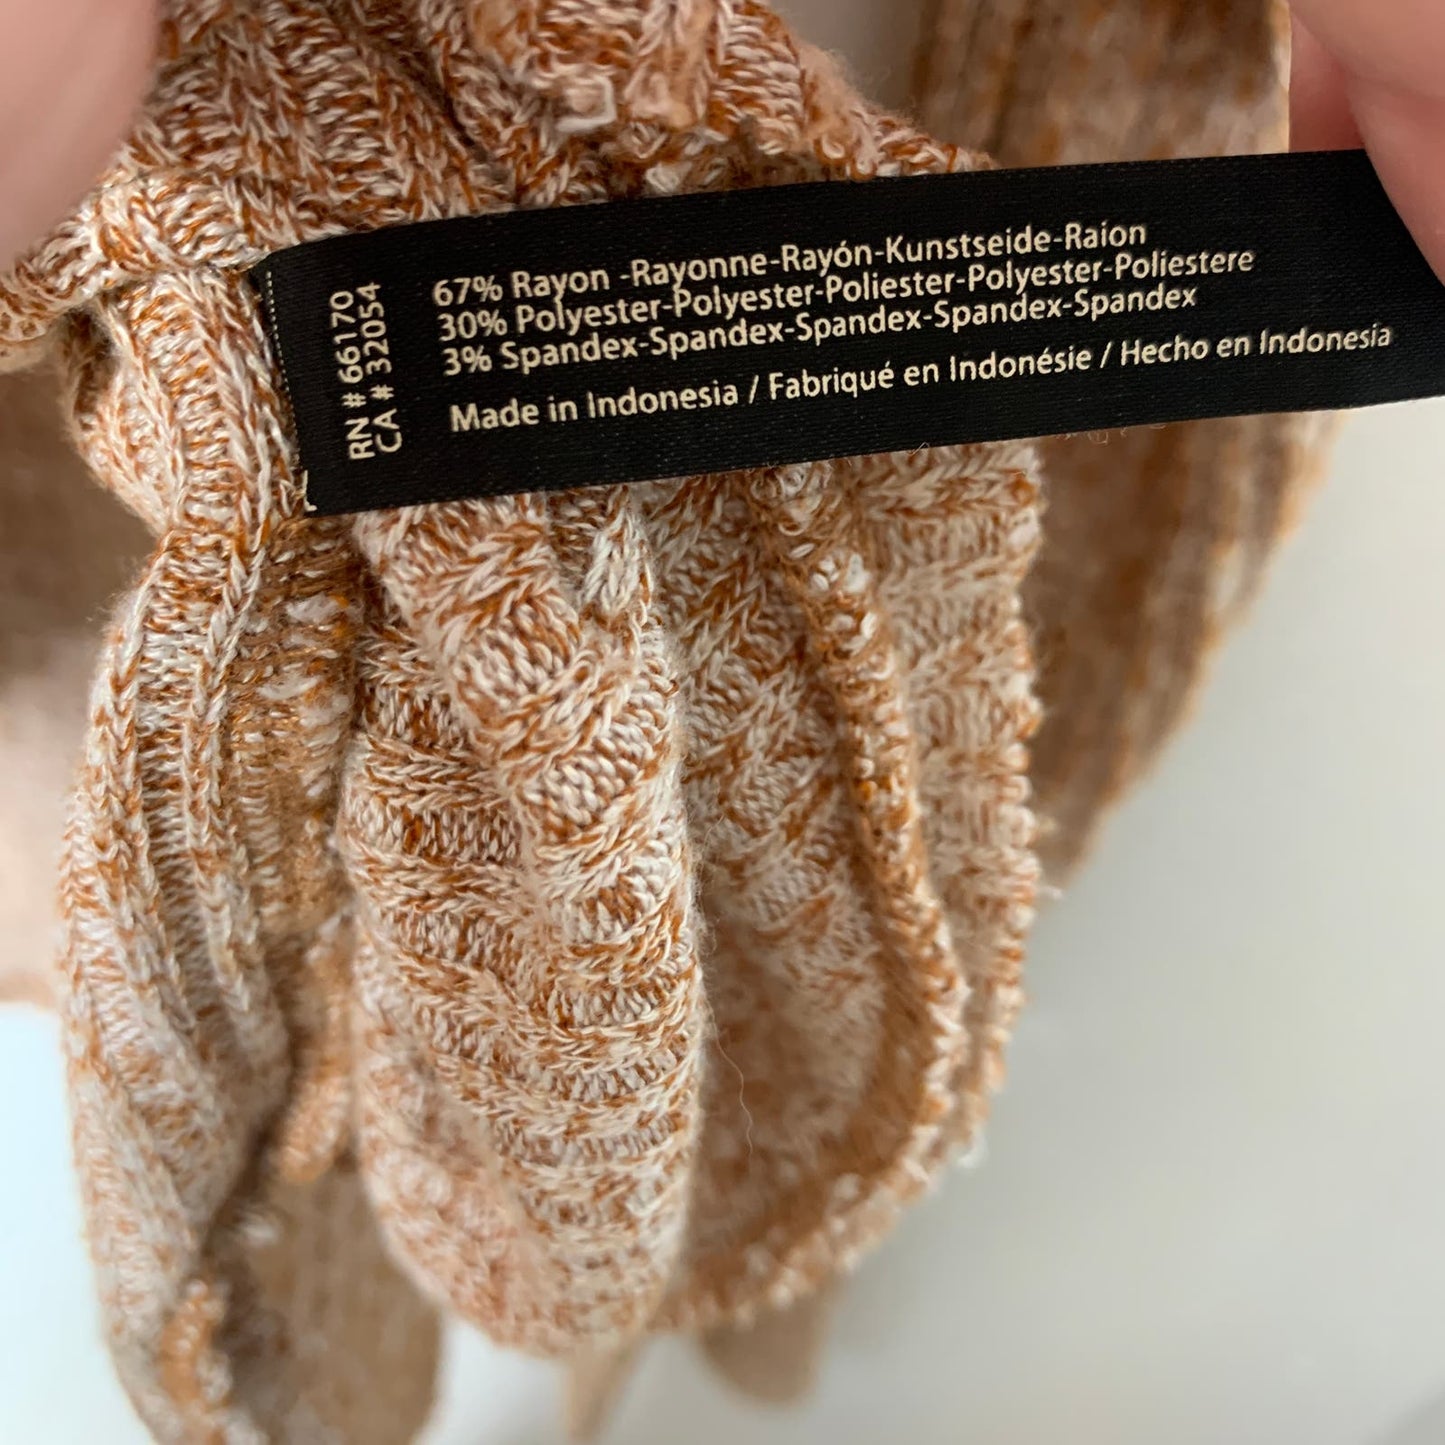 RN # 66170
CA # 32054
67% Rayon -Rayonne-Rayón-Kunstseide-Raion
30% Polyester-Polyester-Poliester-Polyester-Poliestere
3% Spandex-Spandex-Spandex-Spandex-Spandex
Made in Indonesia / Fabriqué en Indonésie / Hecho en Indonesia